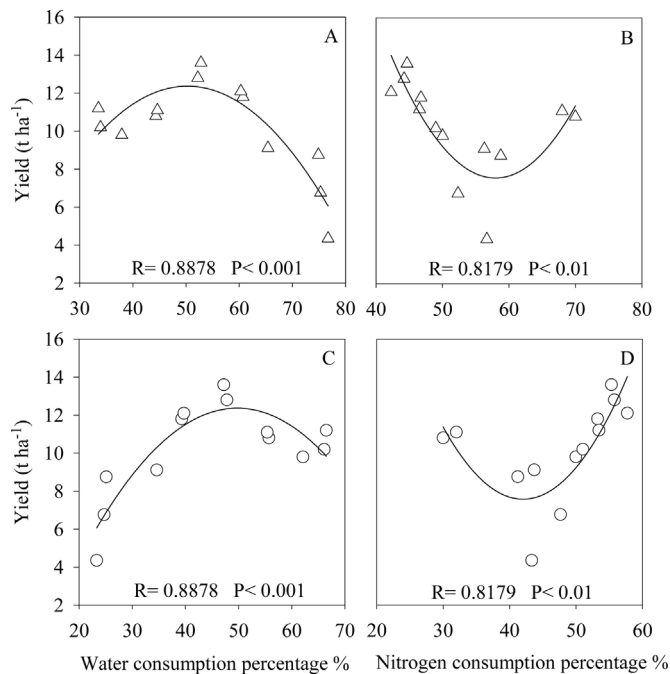 16
14
12
10
8
6
4
2
Yield (t ha-1)
A
R= 0.8878 P< 0.001
30 40 50 60 70 80
B
R= 0.8179 P< 0.01
40 50 60 70 80
16
14
12
10
8
6
4
2
Yield (t ha-1)
C
R= 0.8878 P< 0.001
20 30 40 50 60 70
Water consumption percentage %
D
R= 0.8179 P< 0.01
20 30 40 50 60
Nitrogen consumption percentage %